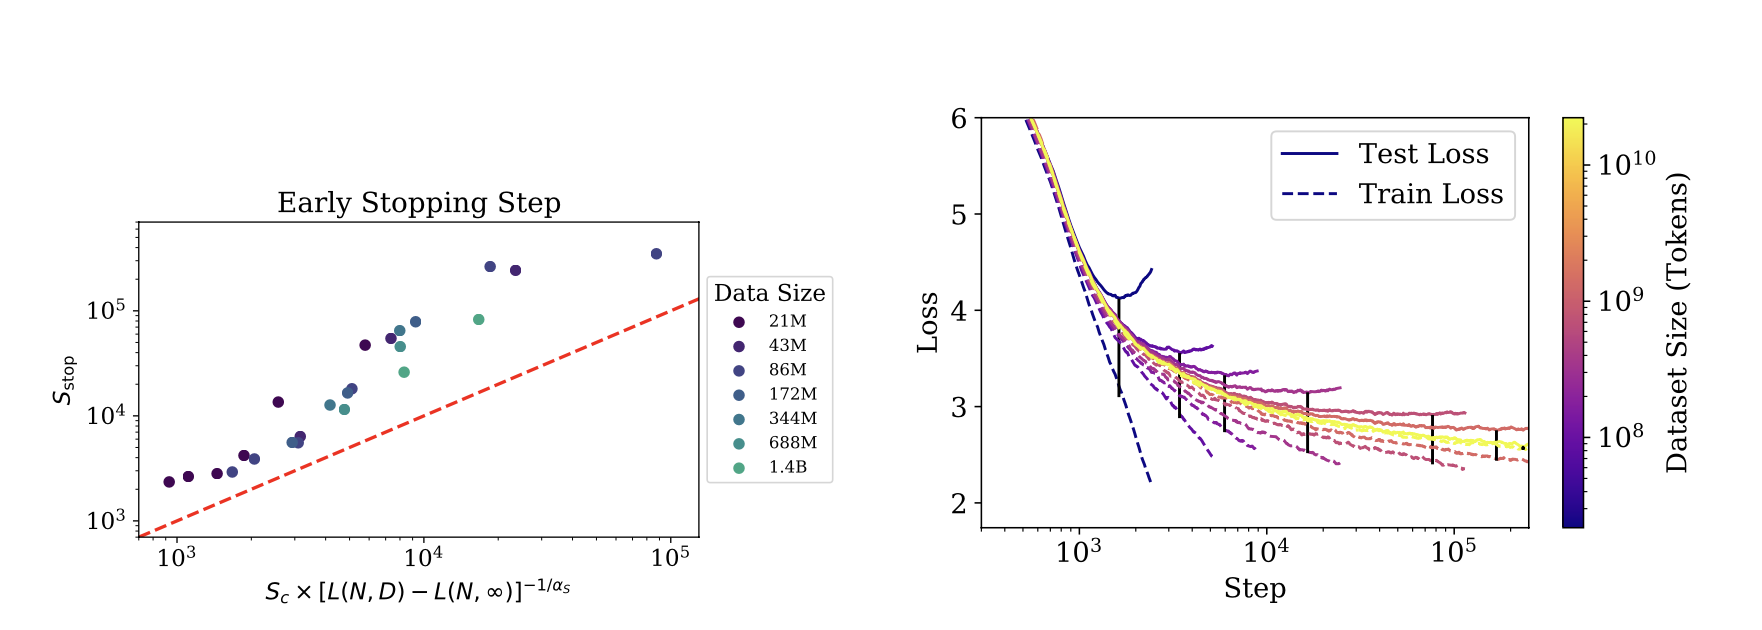 Early Stopping Step
S_stop
10^5
10^4
10^3
10^3 10^4 10^5
S_c × [L(N, D) − L(N, ∞)]^{−1/α_S}
Data Size
21M
43M
86M
172M
344M
688M
1.4B
Loss
6
5
4
3
2
10^3 10^4 10^5
Step
Test Loss
Train Loss
10^10
10^9
10^8
Dataset Size (Tokens)